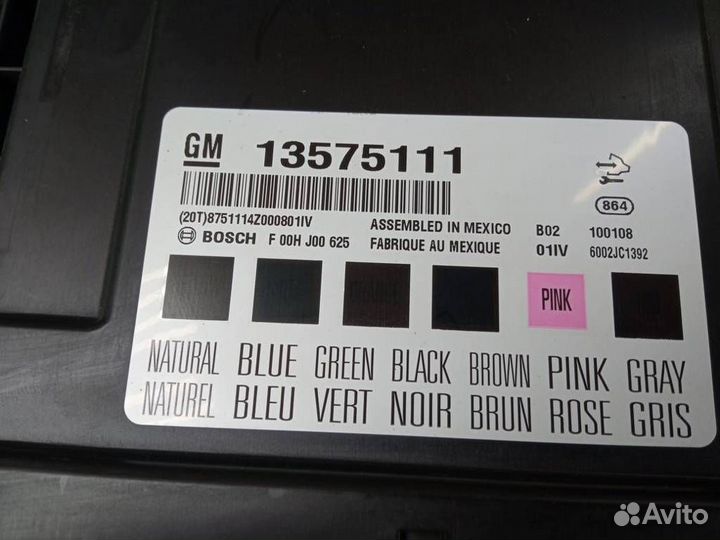 GM 13575111
864
(20T)8751114Z000801IV ASSEMBLED IN MEXICO B02 100108
BOSCH F 00H J00 625 FABRIQUE AU MEXIQUE 01IV 6002JC1392
PINK
NATURAL BLUE GREEN BLACK BROWN PINK GRAY
NATUREL BLEU VERT NOIR BRUN ROSE GRIS
Avito